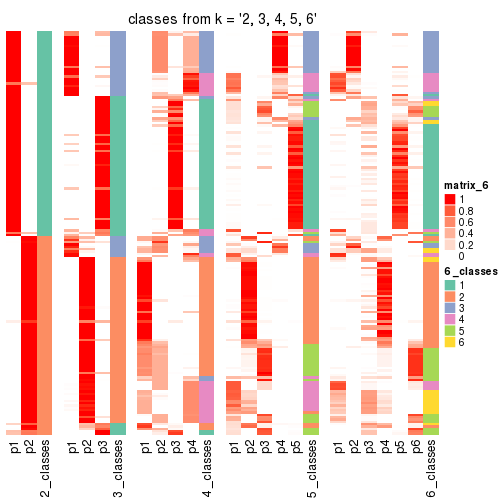 classes from k = '2, 3, 4, 5, 6'
matrix_6
1
0.8
0.6
0.4
0.2
0
6_classes
1
2
3
4
5
6
p1
p2
2_classes
p1
p2
p3
3_classes
p1
p2
p3
p4
4_classes
p1
p2
p3
p4
p5
5_classes
p1
p2
p3
p4
p5
p6
6_classes